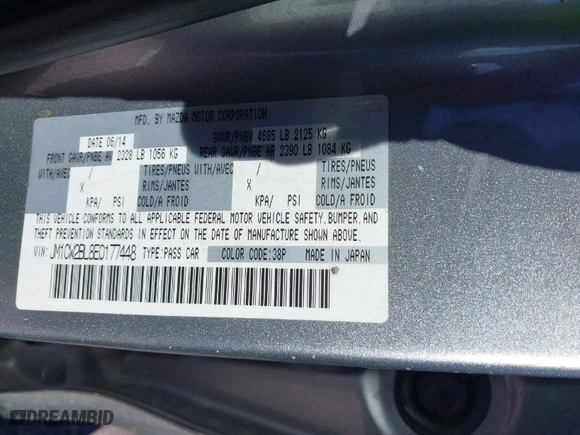 MFD. BY MAZDA MOTOR CORPORATION
DATE 06/14 GVWR/PNBV 4685 LB 2125 KG
FRONT GAWR/PNBE AV 2328 LB 1056 KG REAR GAWR/PNBE AR 2390 LB 1084 KG
WITH/AVEC TIRES/PNEUS WITH/AVEC TIRES/PNEUS
X RIMS/JANTES X RIMS/JANTES
KPA/ PSI COLD/A FROID KPA/ PSI COLD/A FROID
THIS VEHICLE CONFORMS TO ALL APPLICABLE FEDERAL MOTOR VEHICLE SAFETY, BUMPER, AND
THEFT PREVENTION STANDARDS IN EFFECT ON THE DATE OF MANUFACTURE SHOWN ABOVE.
VIN: JM1CW2BL8E0177448 TYPE:PASS CAR COLOR CODE:38P MADE IN JAPAN
DREAMBID